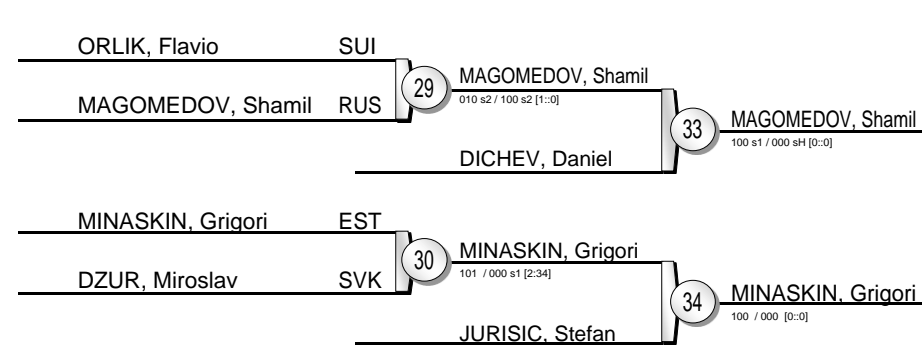 ORLIK, Flavio SUI
MAGOMEDOV, Shamil RUS
29
MAGOMEDOV, Shamil
010 s2 / 100 s2 [1::0]
DICHEV, Daniel
33
MAGOMEDOV, Shamil
100 s1 / 000 sH [0::0]
MINASKIN, Grigori EST
DZUR, Miroslav SVK
30
MINASKIN, Grigori
101 / 000 s1 [2:34]
JURISIC, Stefan
34
MINASKIN, Grigori
100 / 000 [0::0]